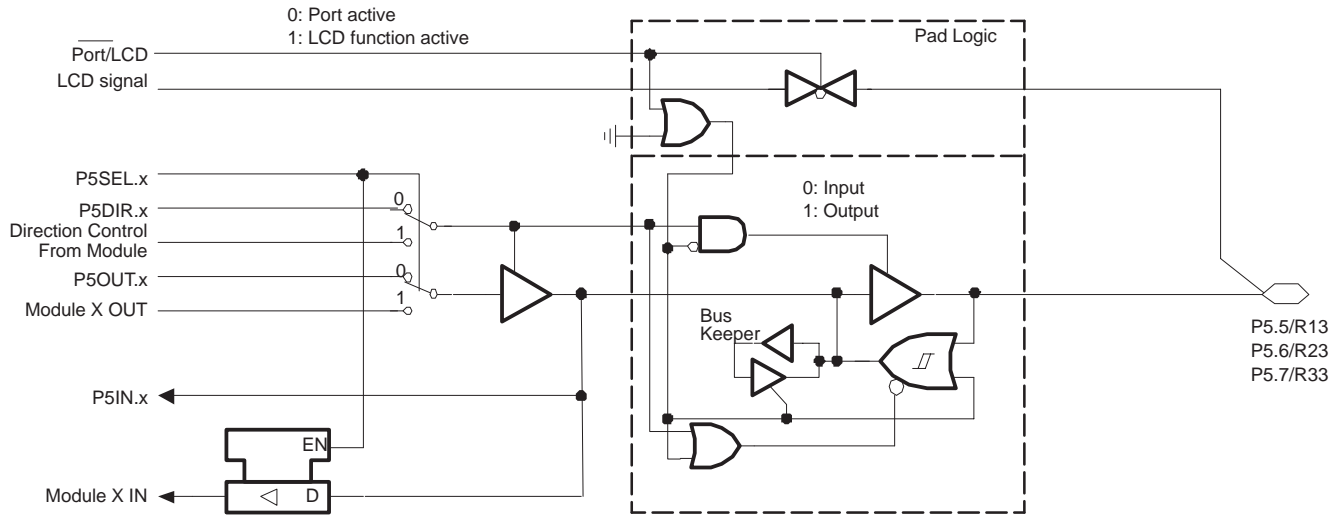 0: Port active
1: LCD function active
Port/LCD
LCD signal
Pad Logic
P5SEL.x
P5DIR.x
Direction Control
From Module
P5OUT.x
Module X OUT
0
1
0
1
0: Input
1: Output
Bus
Keeper
P5.5/R13
P5.6/R23
P5.7/R33
P5IN.x
EN
Module X IN
D